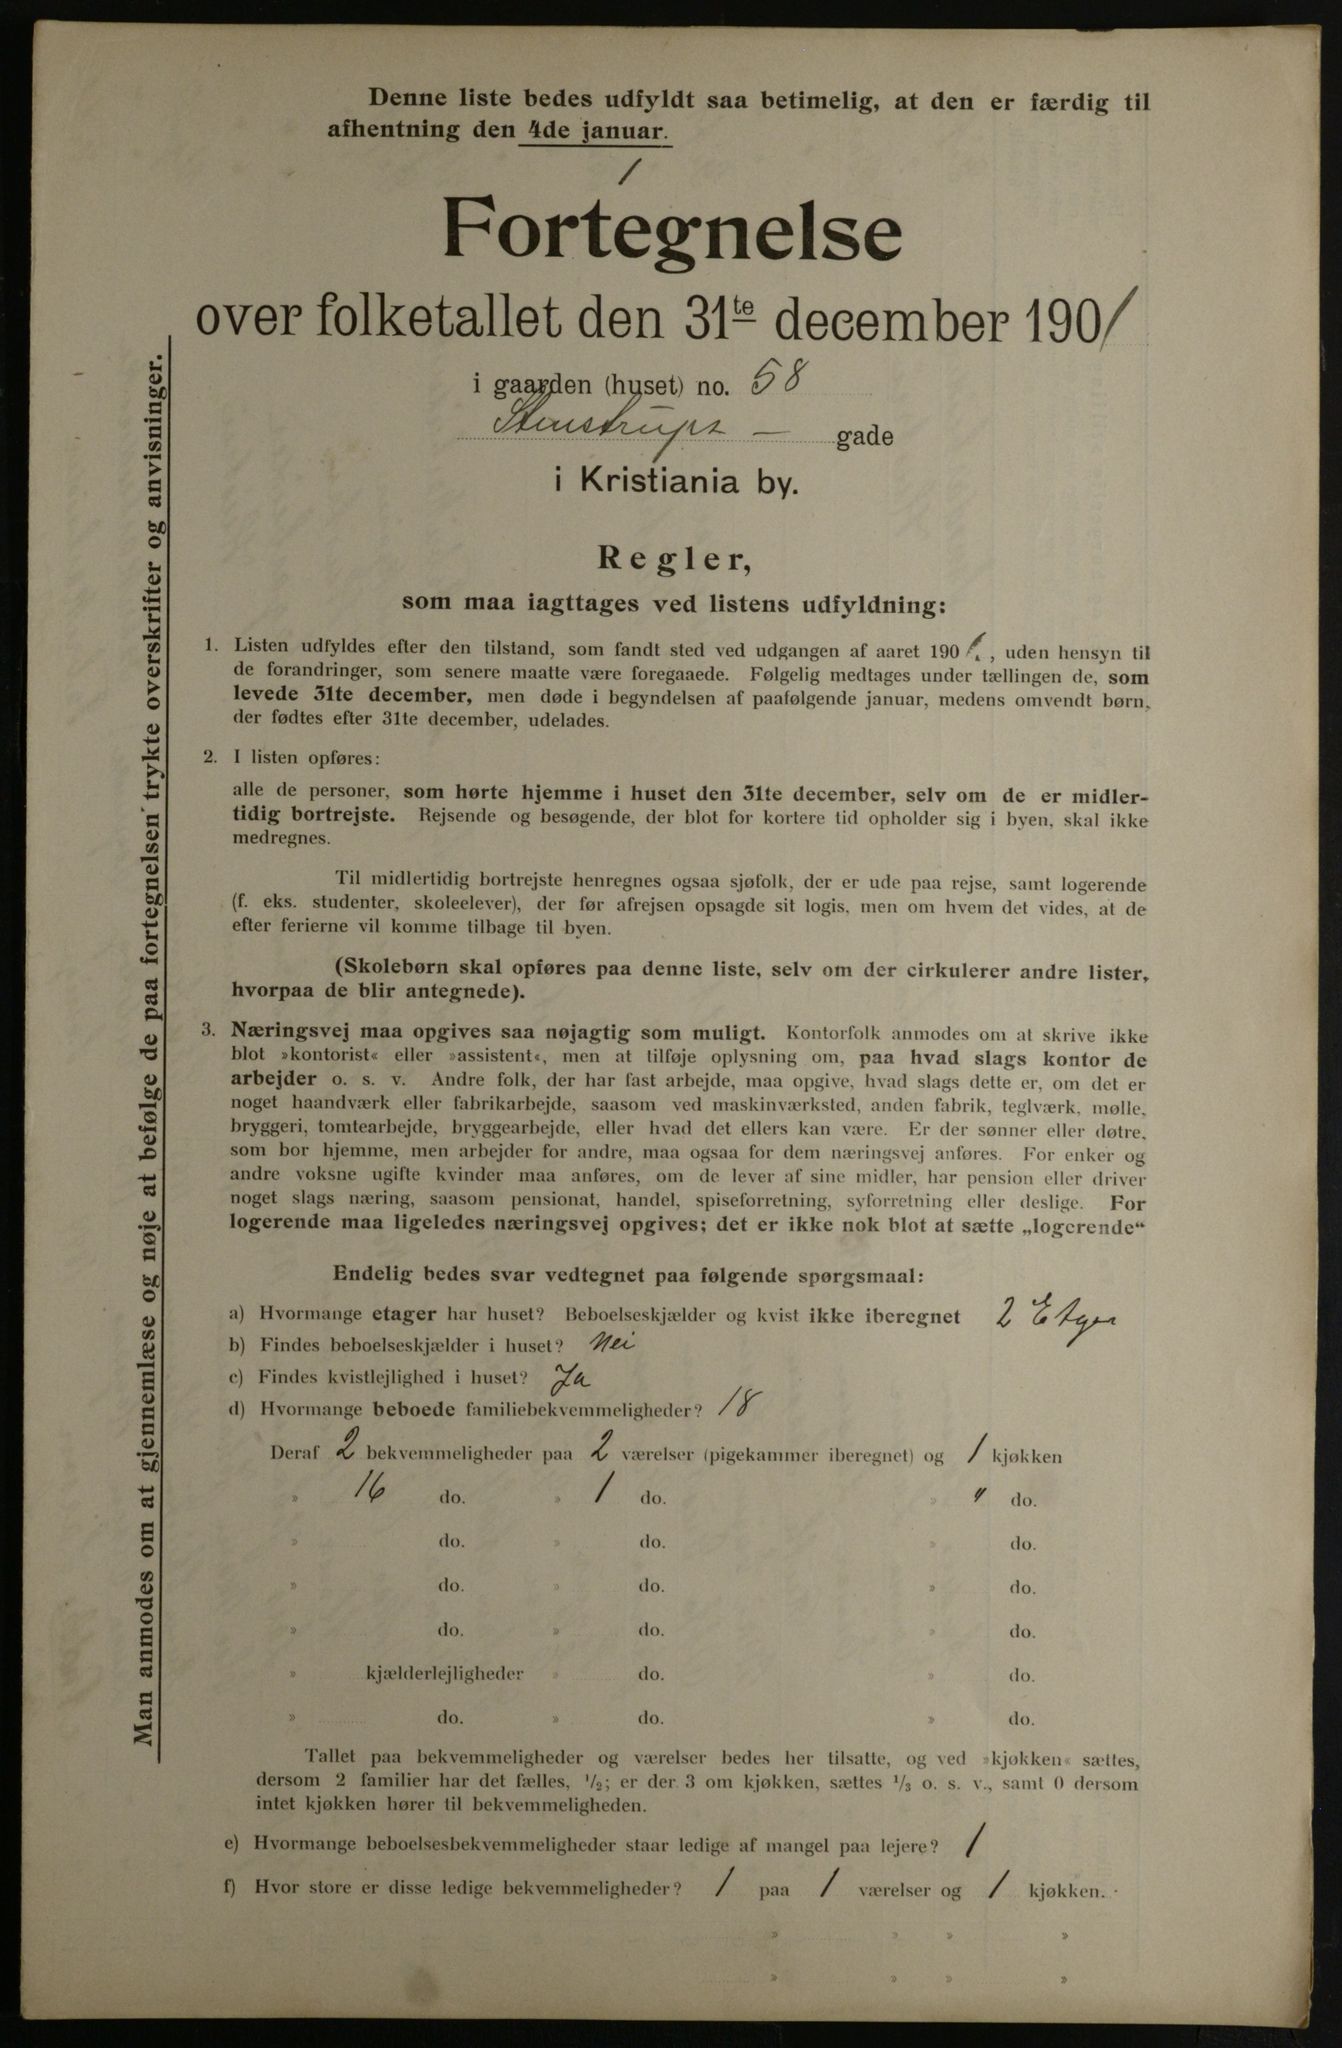 Denne liste bedes udfyldt saa betimelig, at den er færdig til
afhentning den 4de januar.
1
Fortegnelse
over folketallet den 31te december 1901
i gaarden (huset) no. 58
Stenstrups — gade
i Kristiania by.
Regler,
som maa iagttages ved listens udfyldning:
1. Listen udfyldes efter den tilstand, som fandt sted ved udgangen af aaret 1901, uden hensyn til
de forandringer, som senere maatte være foregaaede. Følgelig medtages under tællingen de, som
levede 31te december, men døde i begyndelsen af paafølgende januar, medens omvendt børn,
der fødtes efter 31te december, udelades.
2. I listen opføres:
alle de personer, som hørte hjemme i huset den 31te december, selv om de er midler-
tidig bortrejste. Rejsende og besøgende, der blot for kortere tid opholder sig i byen, skal ikke
medregnes.
Til midlertidig bortrejste henregnes ogsaa sjøfolk, der er ude paa rejse, samt logerende
(f. eks. studenter, skoleelever), der før afrejsen opsagde sit logis, men om hvem det vides, at de
efter ferierne vil komme tilbage til byen.
(Skolebørn skal opføres paa denne liste, selv om der cirkulerer andre lister,
hvorpaa de blir antegnede).
3. Næringsvej maa opgives saa nøjagtig som muligt. Kontorfolk anmodes om at skrive ikke
blot »kontorist« eller »assistent«, men at tilføje oplysning om, paa hvad slags kontor de
arbejder o. s. v. Andre folk, der har fast arbejde, maa opgive, hvad slags dette er, om det er
noget haandværk eller fabrikarbejde, saasom ved maskinværksted, anden fabrik, teglværk, mølle,
bryggeri, tomtearbejde, bryggearbejde, eller hvad det ellers kan være. Er der sønner eller døtre,
som bor hjemme, men arbejder for andre, maa ogsaa for dem næringsvej anføres. For enker og
andre voksne ugifte kvinder maa anføres, om de lever af sine midler, har pension eller driver
noget slags næring, saasom pensionat, handel, spiseforretning, syforretning eller deslige. For
logerende maa ligeledes næringsvej opgives; det er ikke nok blot at sætte „logerende“
Endelig bedes svar vedtegnet paa følgende spørgsmaal:
a) Hvormange etager har huset? Beboelseskjælder og kvist ikke iberegnet 2 Etger
b) Findes beboelseskjælder i huset? Nei
c) Findes kvistlejlighed i huset? Ja
d) Hvormange beboede familiebekvemmeligheder? 18
Deraf 2 bekvemmeligheder paa 2 værelser (pigekammer iberegnet) og 1 kjøkken
» 16 do. » 1 do. » " do.
» do. » do. » do.
» do. » do. » do.
» do. » do. » do.
» kjælderlejligheder » do. » do.
» do. » do. » do.
Tallet paa bekvemmeligheder og værelser bedes her tilsatte, og ved »kjøkken« sættes,
dersom 2 familier har det fælles, 1/2; er der 3 om kjøkken, sættes 1/3 o. s. v., samt 0 dersom
intet kjøkken hører til bekvemmeligheden.
e) Hvormange beboelsesbekvemmeligheder staar ledige af mangel paa lejere? 1
f) Hvor store er disse ledige bekvemmeligheder? 1 paa 1 værelser og 1 kjøkken.
» » » »
» » » »
Man anmodes om at gjennemlæse og nøje at befølge de paa fortegnelsen trykte overskrifter og anvisninger.